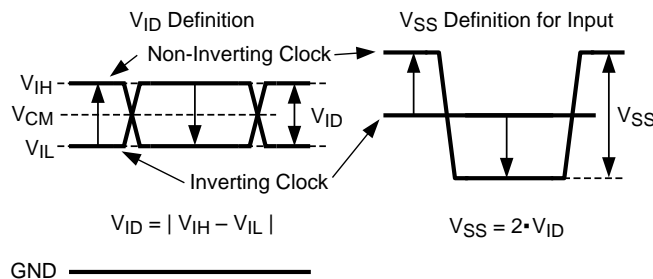 VID Definition
VSS Definition for Input
Non-Inverting Clock
VIH
VCM
VIL
VID
VSS
Inverting Clock
VID = | VIH – VIL |
VSS = 2·VID
GND